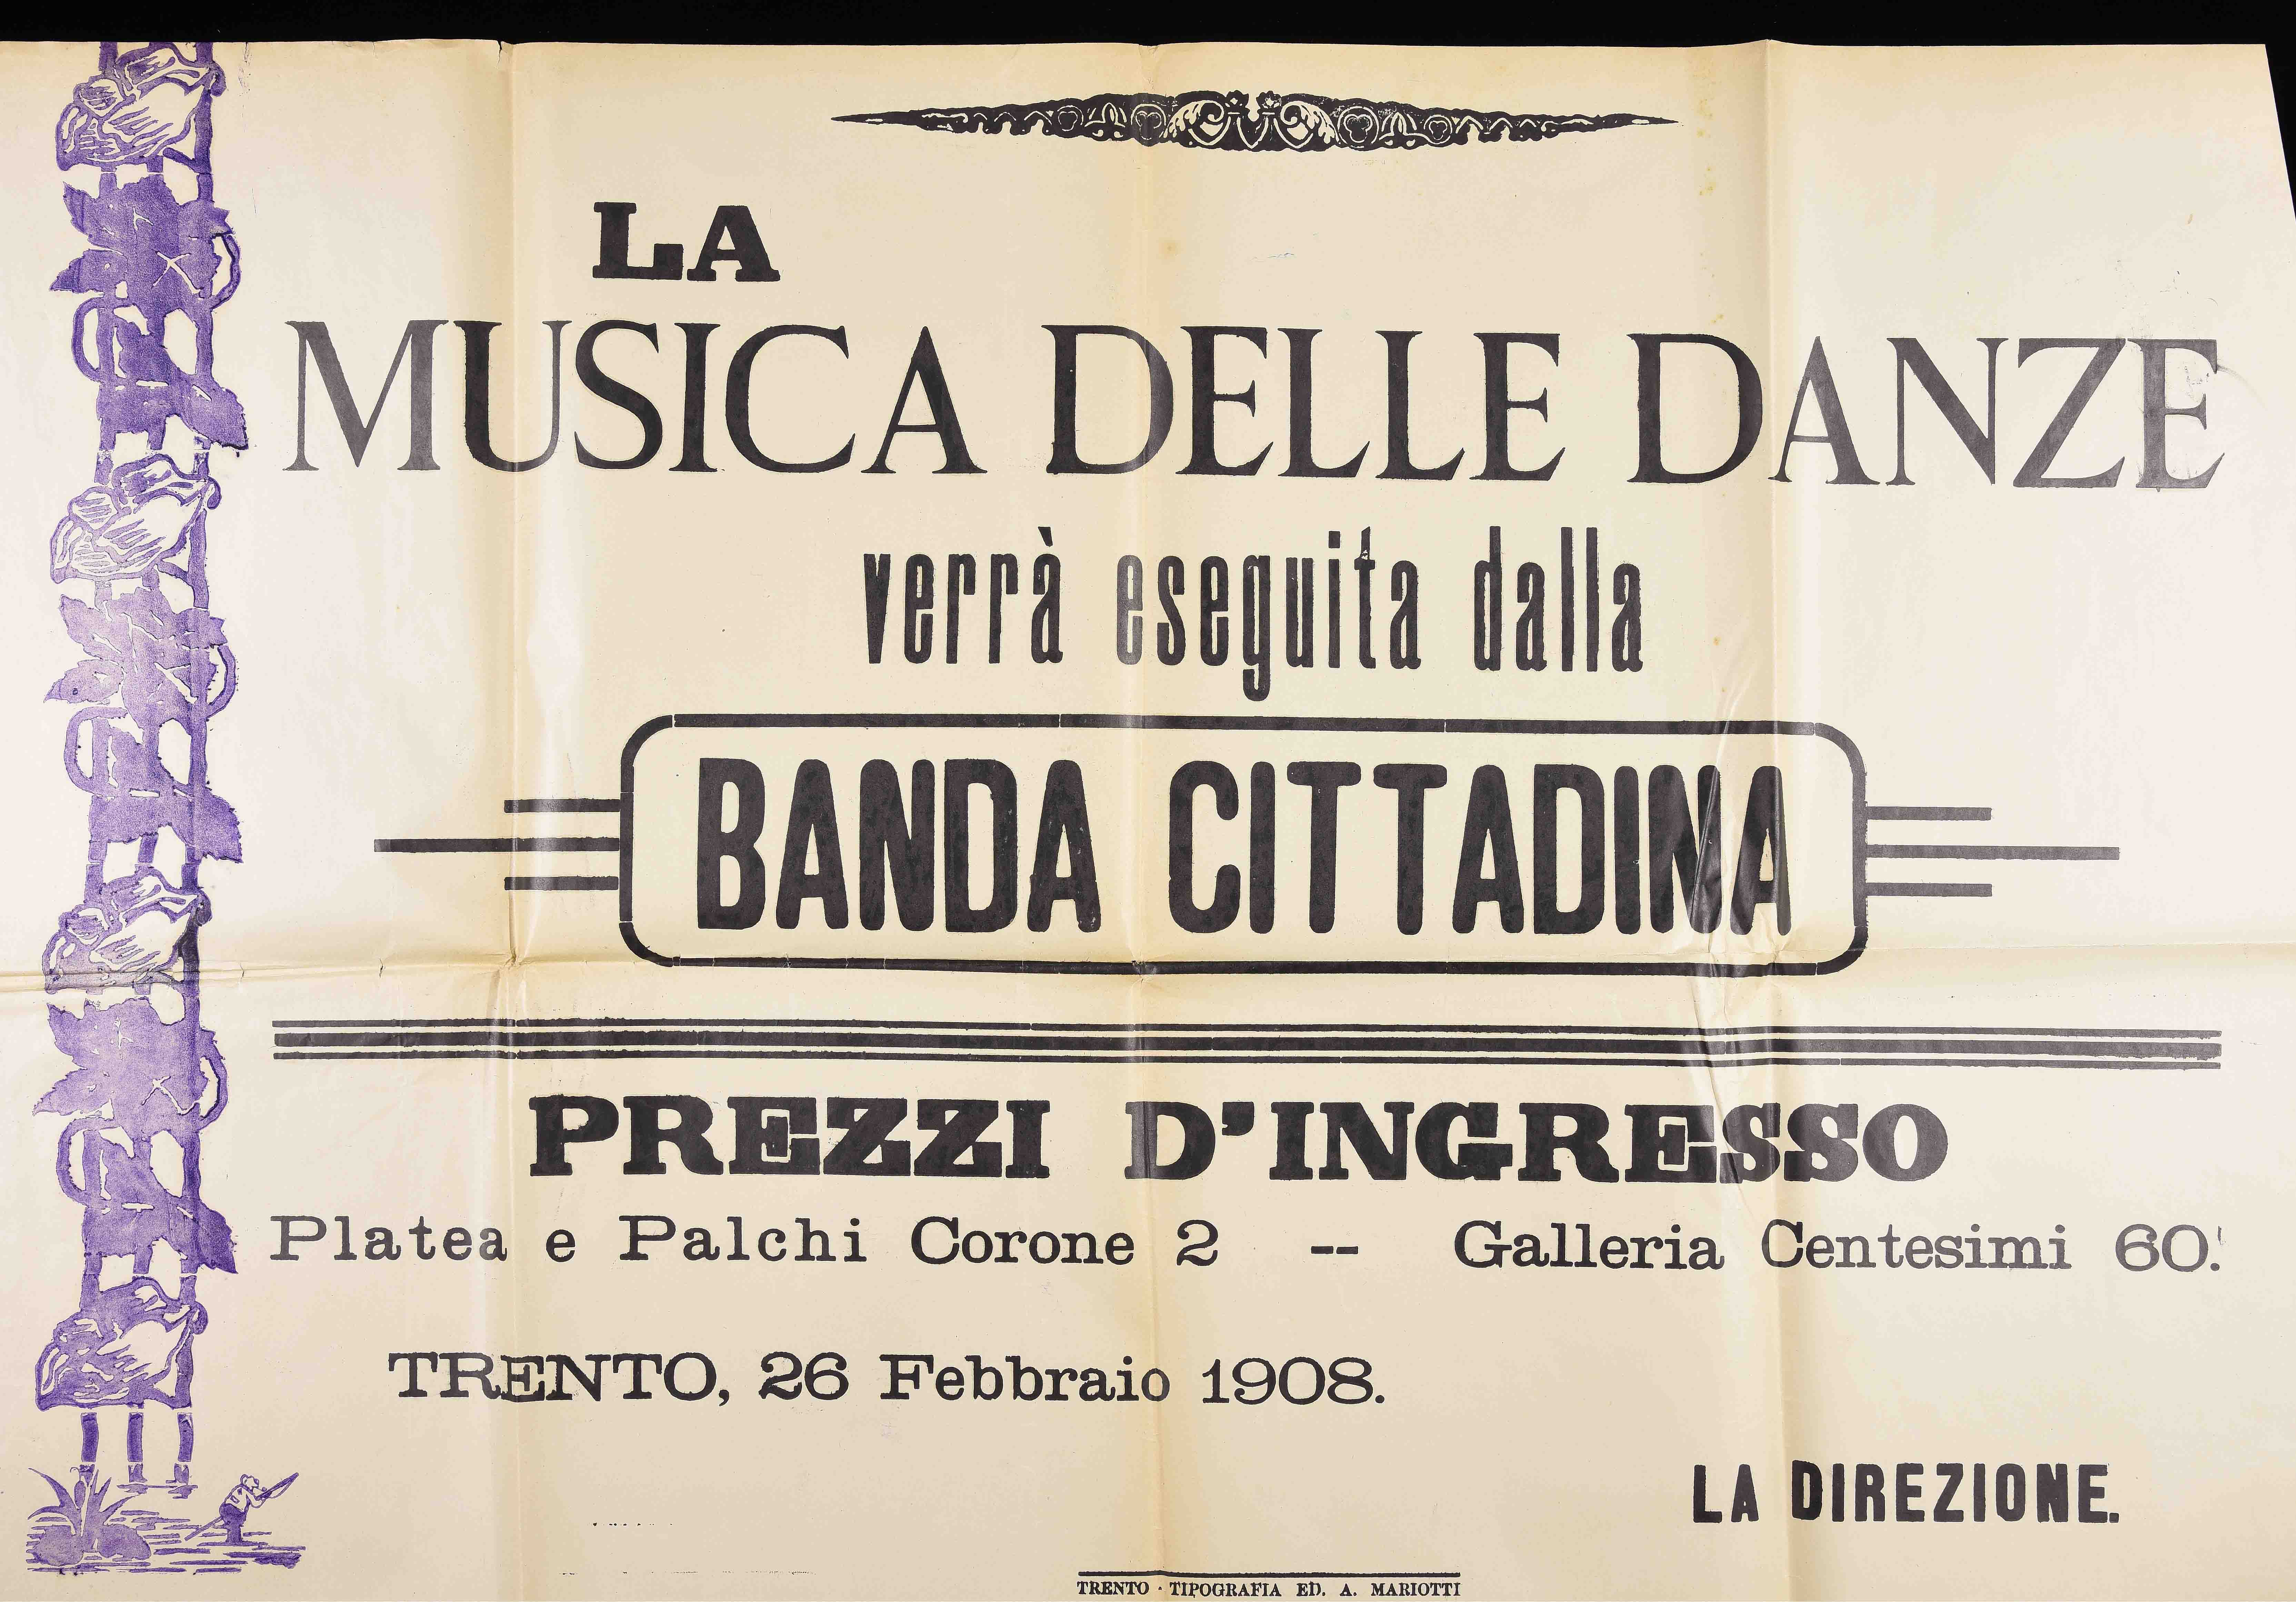 LA
MUSICA DELLE DANZE
verrà eseguita dalla
BANDA CITTADINA
PREZZI D'INGRESSO
Platea e Palchi Corone 2 -- Galleria Centesimi 60.
TRENTO, 26 Febbraio 1908.
LA DIREZIONE.
TRENTO · TIPOGRAFIA ED. A. MARIOTTI